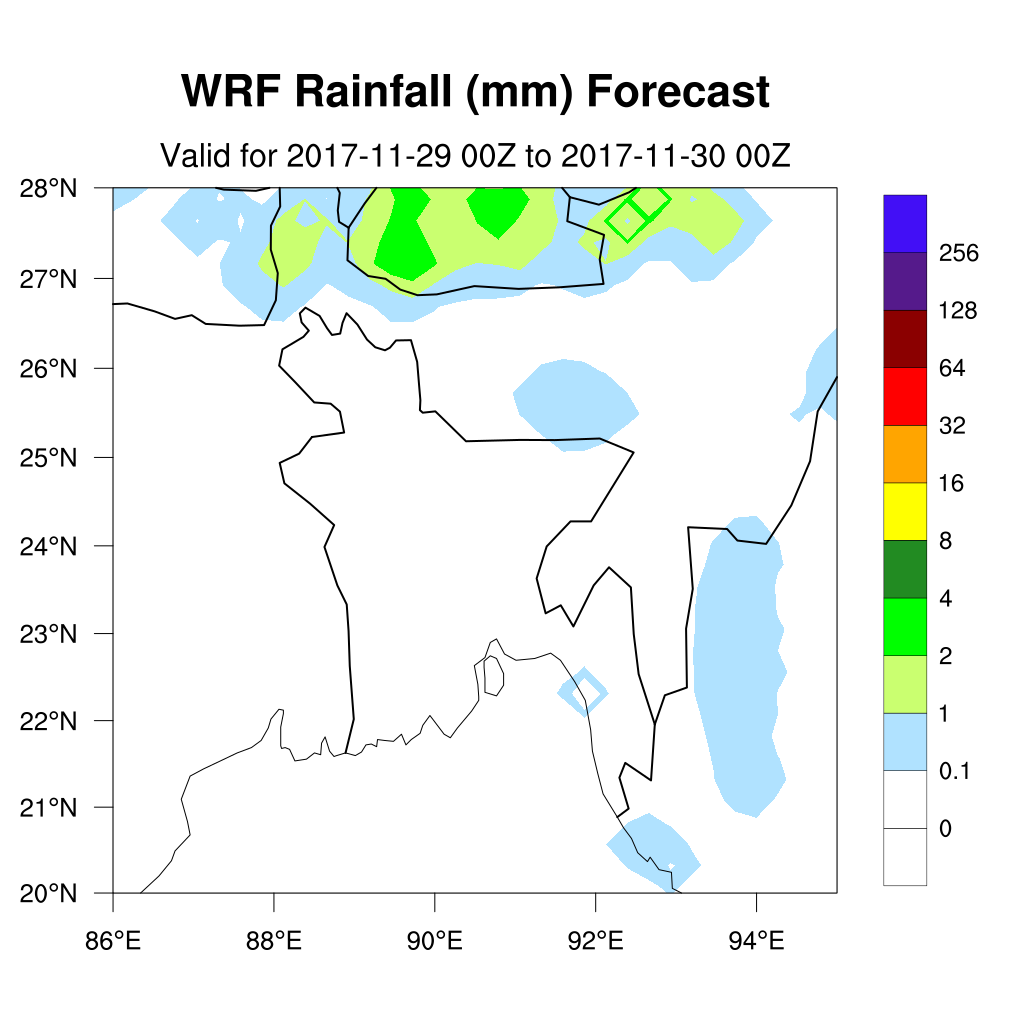 WRF Rainfall (mm) Forecast
Valid for 2017-11-29 00Z to 2017-11-30 00Z
28°N
27°N
26°N
25°N
24°N
23°N
22°N
21°N
20°N
86°E 88°E 90°E 92°E 94°E
256
128
64
32
16
8
4
2
1
0.1
0